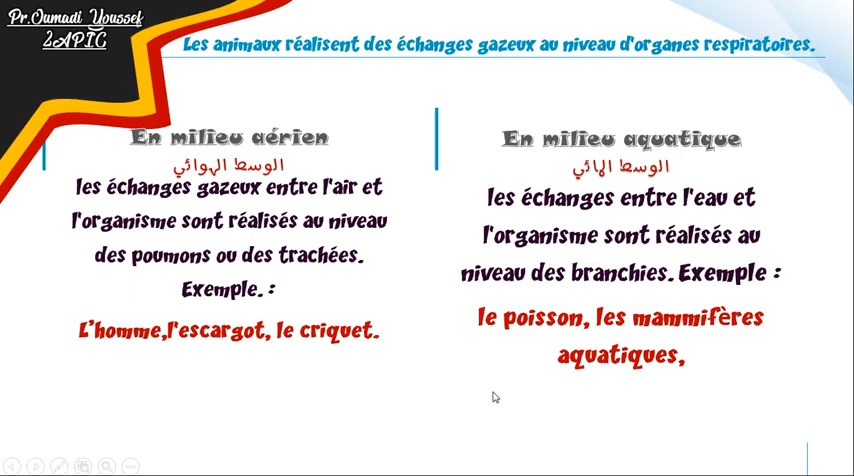 Pr.Oumadi Youssef
2APIC
Les animaux réalisent des échanges gazeux au niveau d'organes respiratoires.
En milieu aérien
الوسط الهوائي
les échanges gazeux entre l'air et
l'organisme sont réalisés au niveau
des poumons ou des trachées.
Exemple. :
L’homme,l'escargot, le criquet.
En milieu aquatique
الوسط المائي
les échanges entre l'eau et
l'organisme sont réalisés au
niveau des branchies. Exemple :
le poisson, les mammifères
aquatiques,